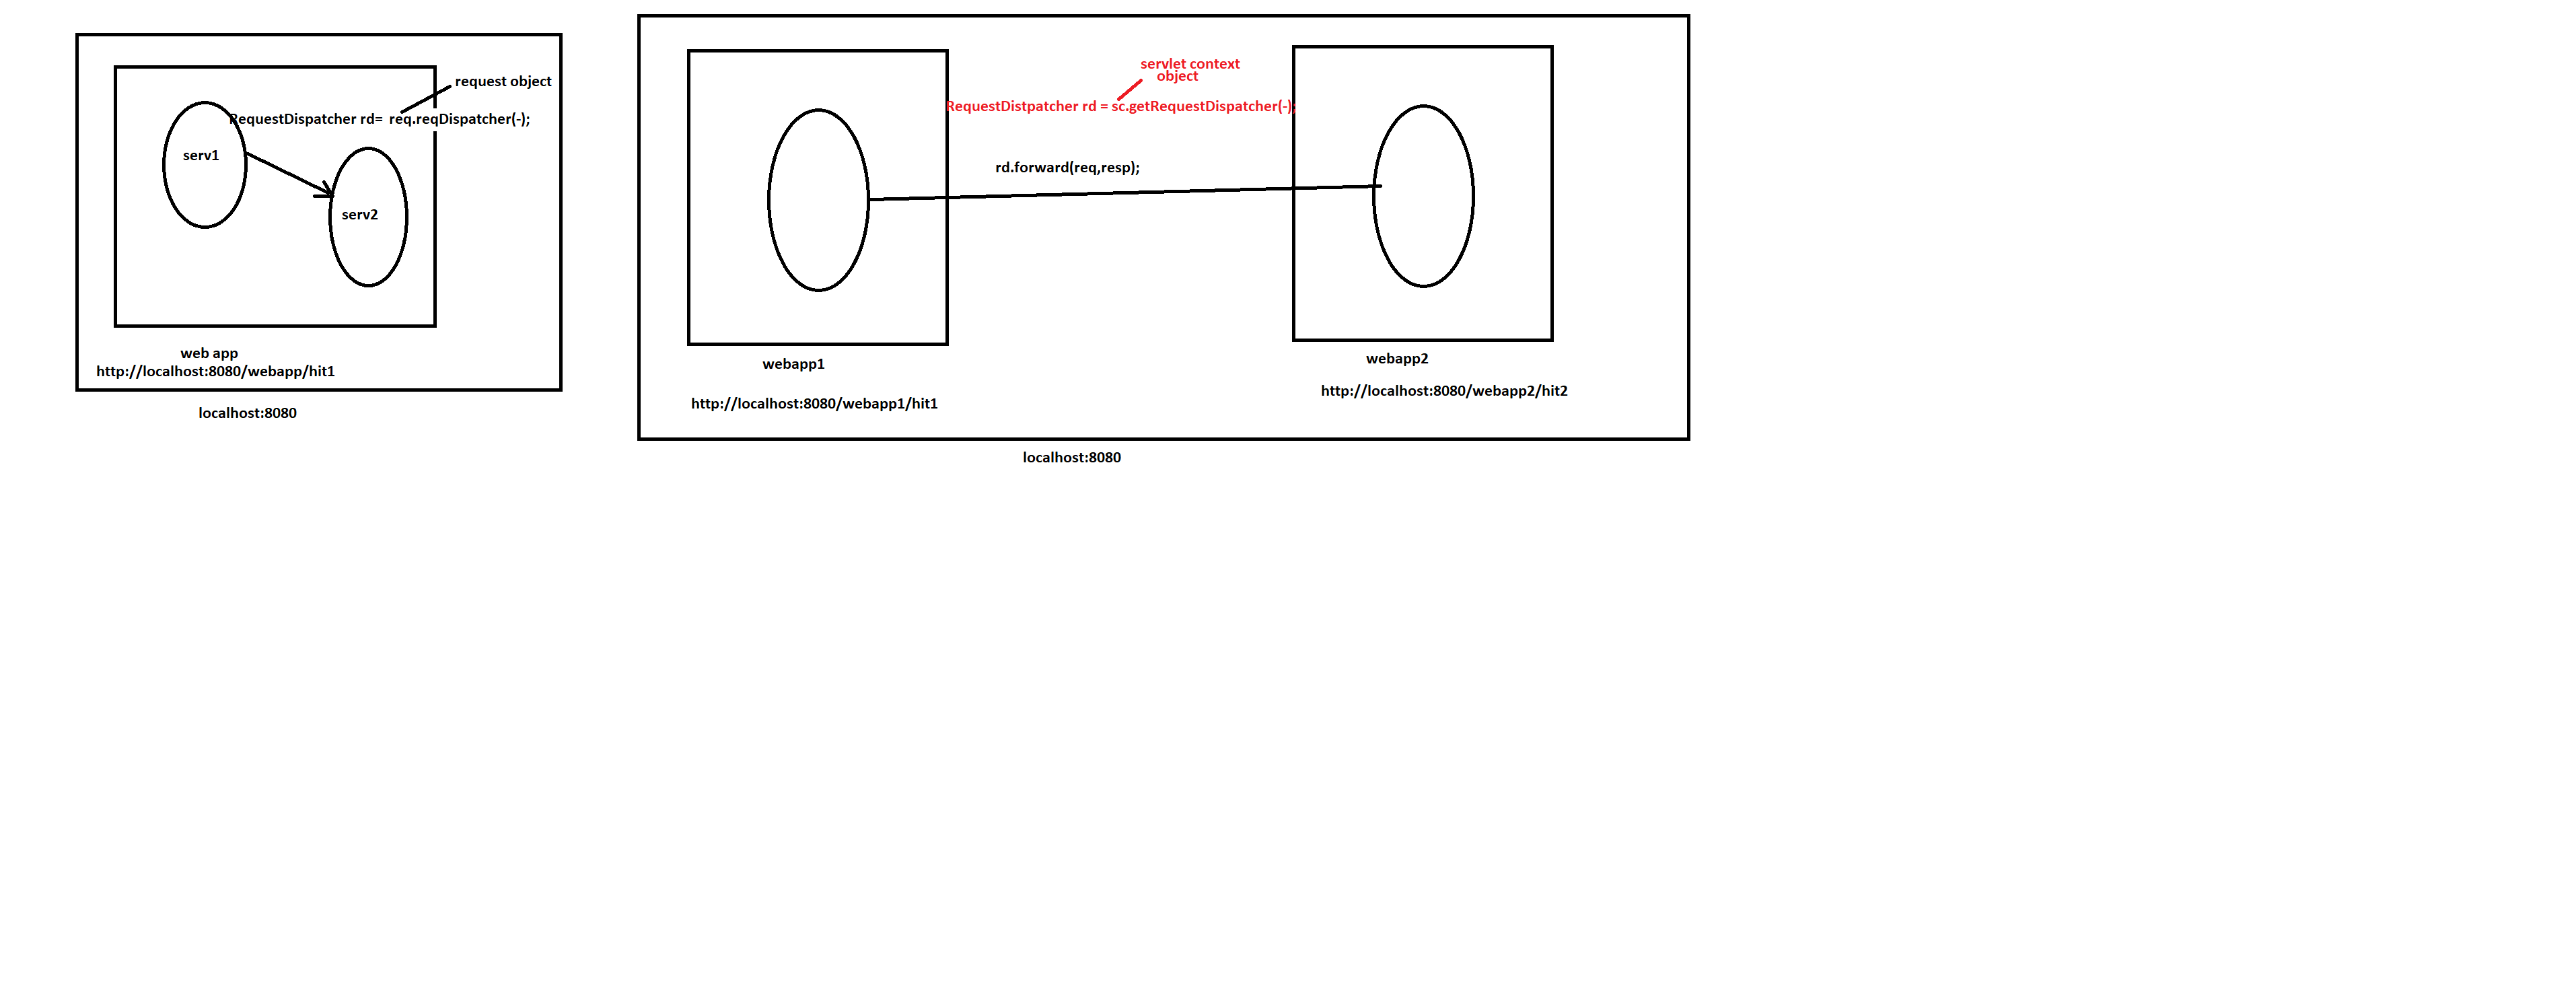 request object
RequestDispatcher rd= req.reqDispatcher(-);
serv1
serv2
web app
http://localhost:8080/webapp/hit1
localhost:8080
servlet context
object
RequestDistpatcher rd = sc.getRequestDispatcher(-);
rd.forward(req,resp);
webapp1
http://localhost:8080/webapp1/hit1
webapp2
http://localhost:8080/webapp2/hit2
localhost:8080